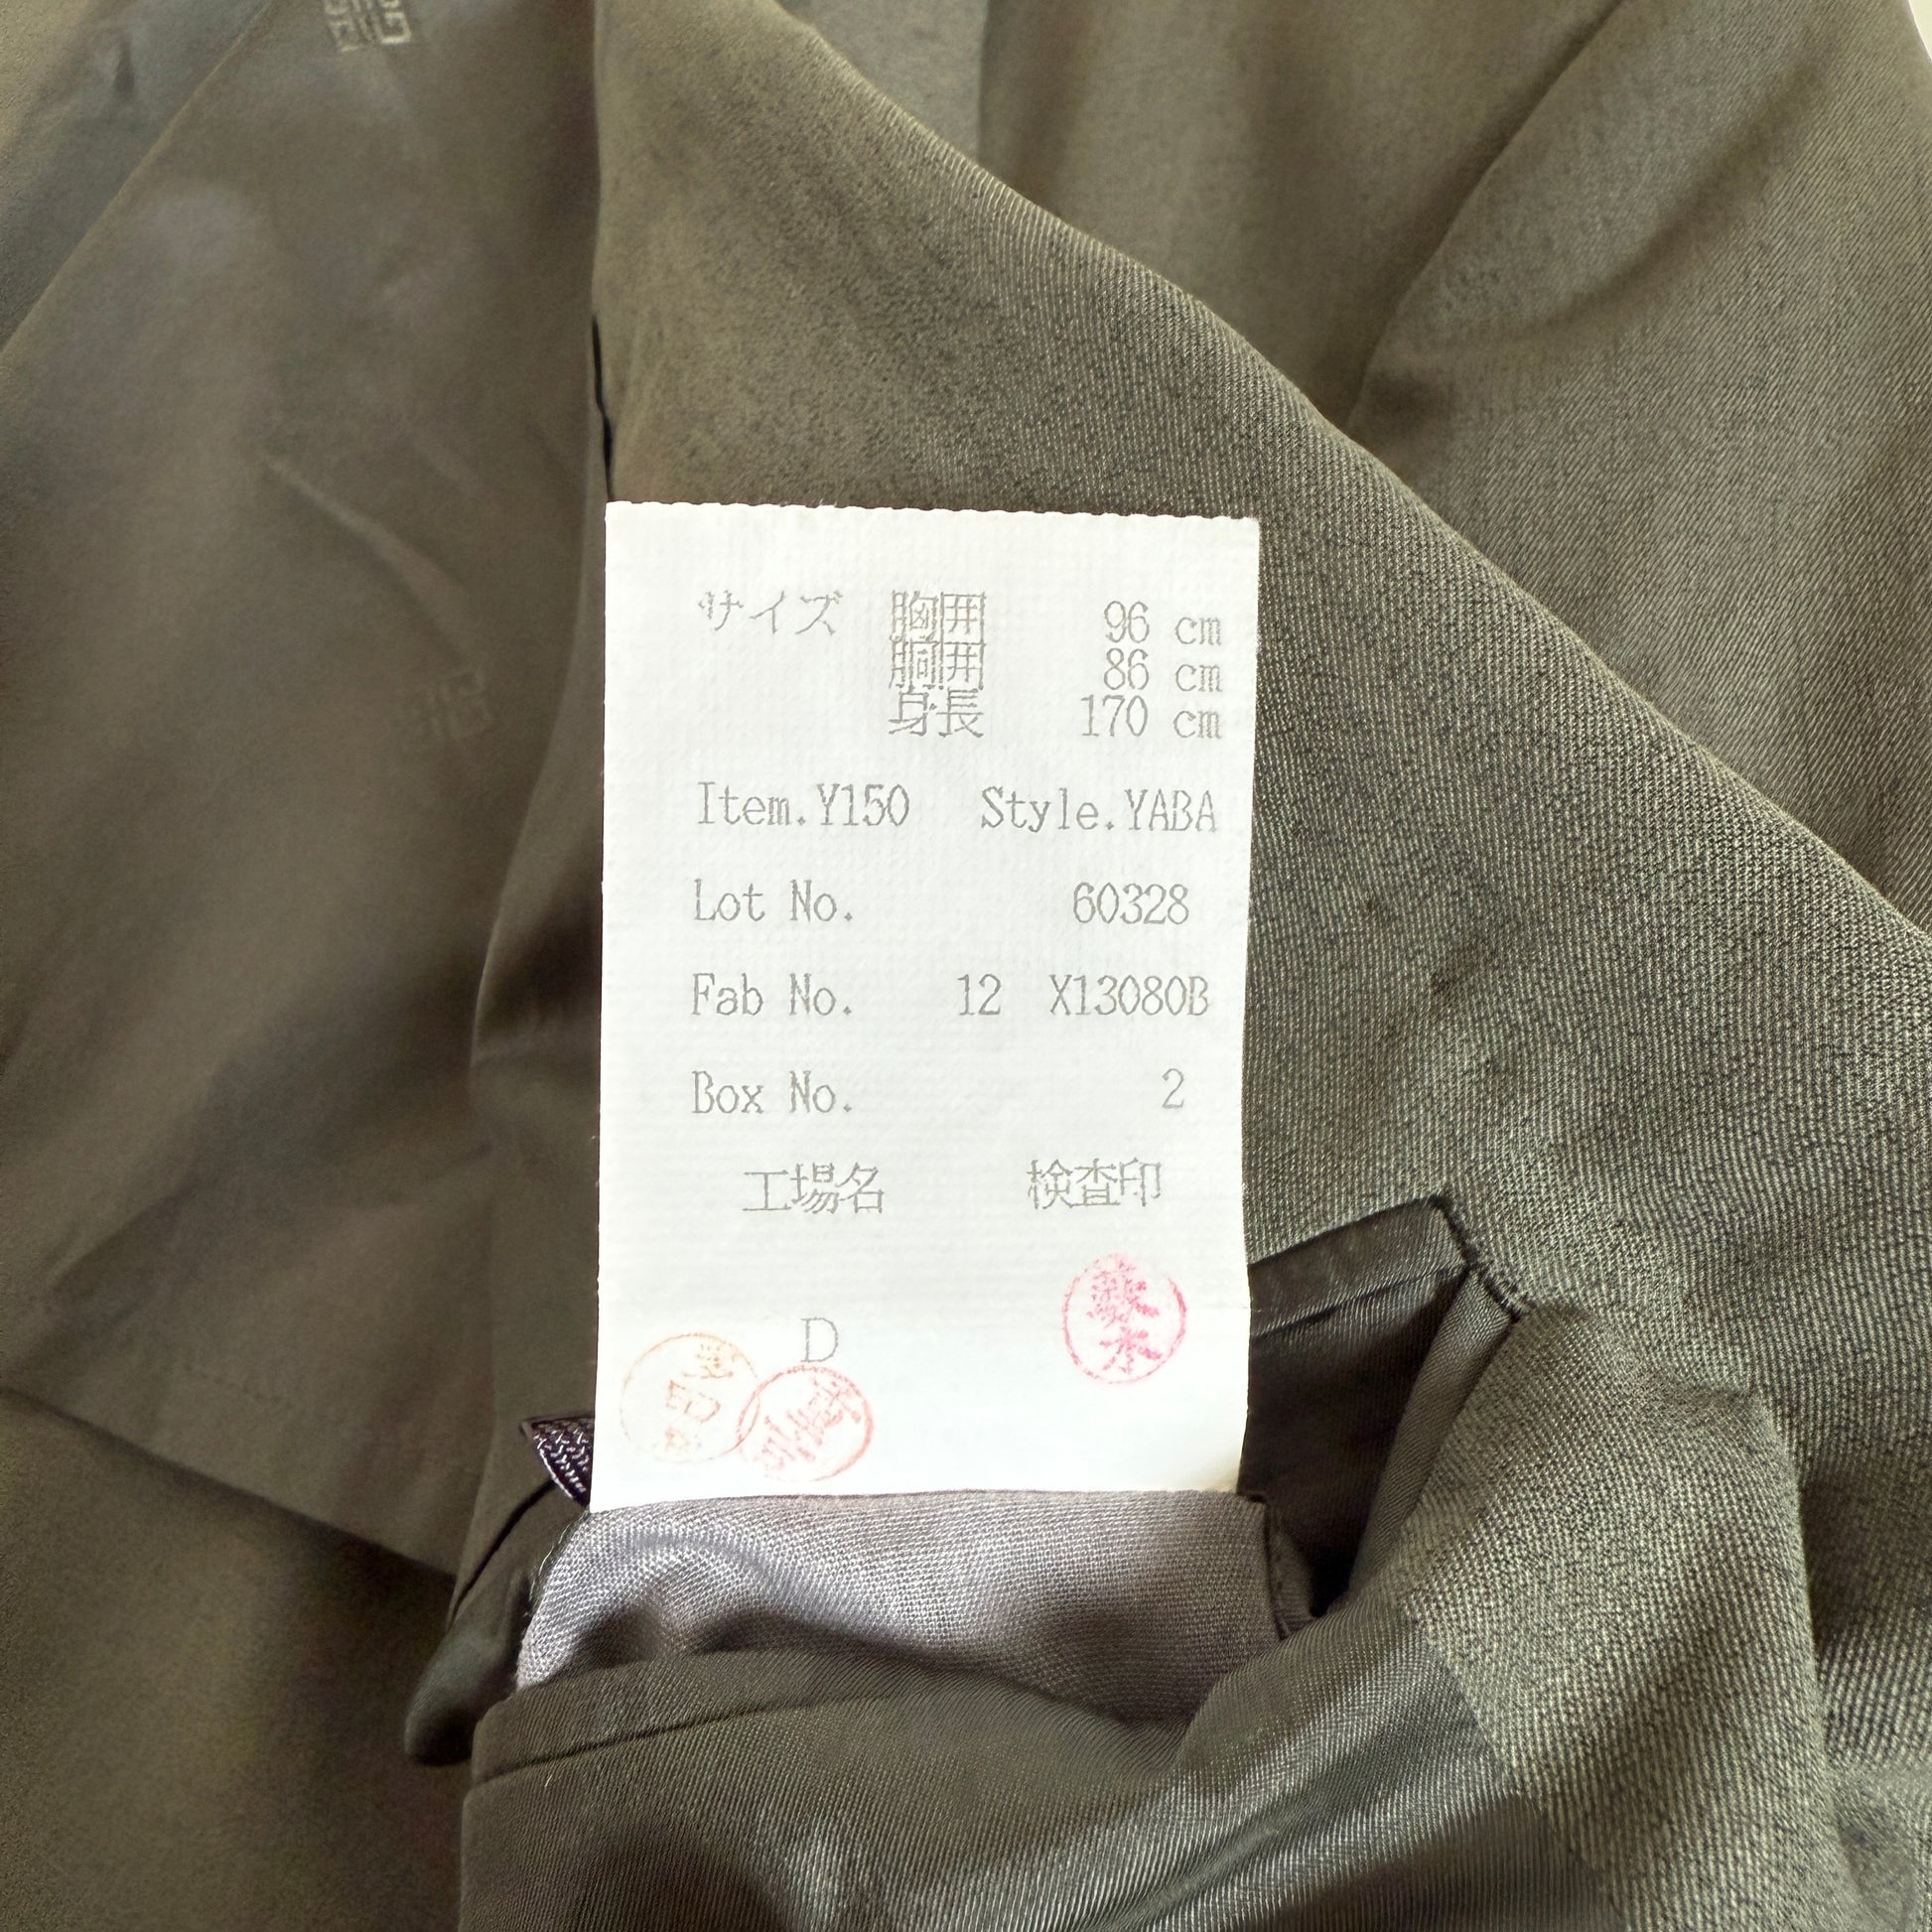 サイズ 胸囲 96 cm
胴囲 86 cm
身長 170 cm
Item.Y150 Style.YABA
Lot No. 60328
Fab No. 12 X13080B
Box No. 2
工場名 検査印
D